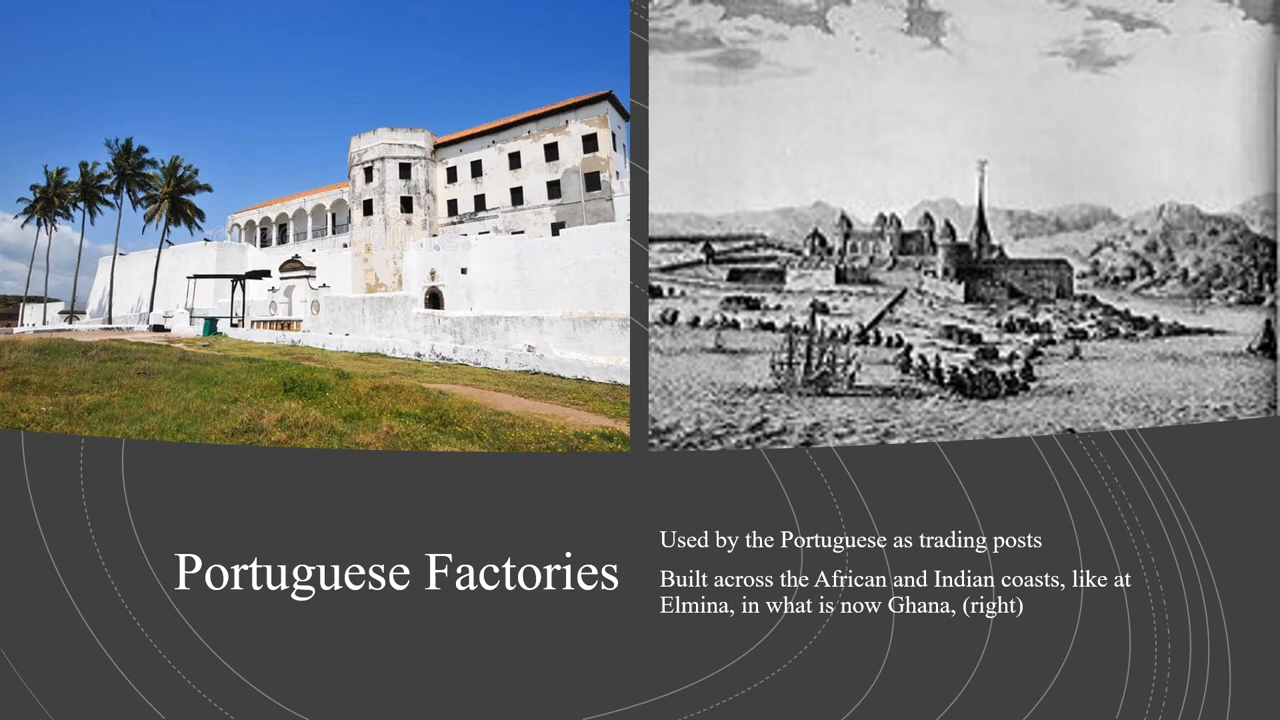 Portuguese Factories
Used by the Portuguese as trading posts
Built across the African and Indian coasts, like at
Elmina, in what is now Ghana, (right)